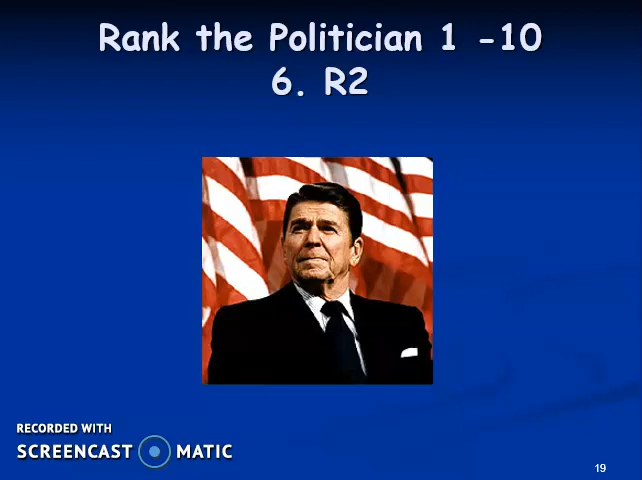 Rank the Politician 1 -10
6. R2
RECORDED WITH
SCREENCAST MATIC
19